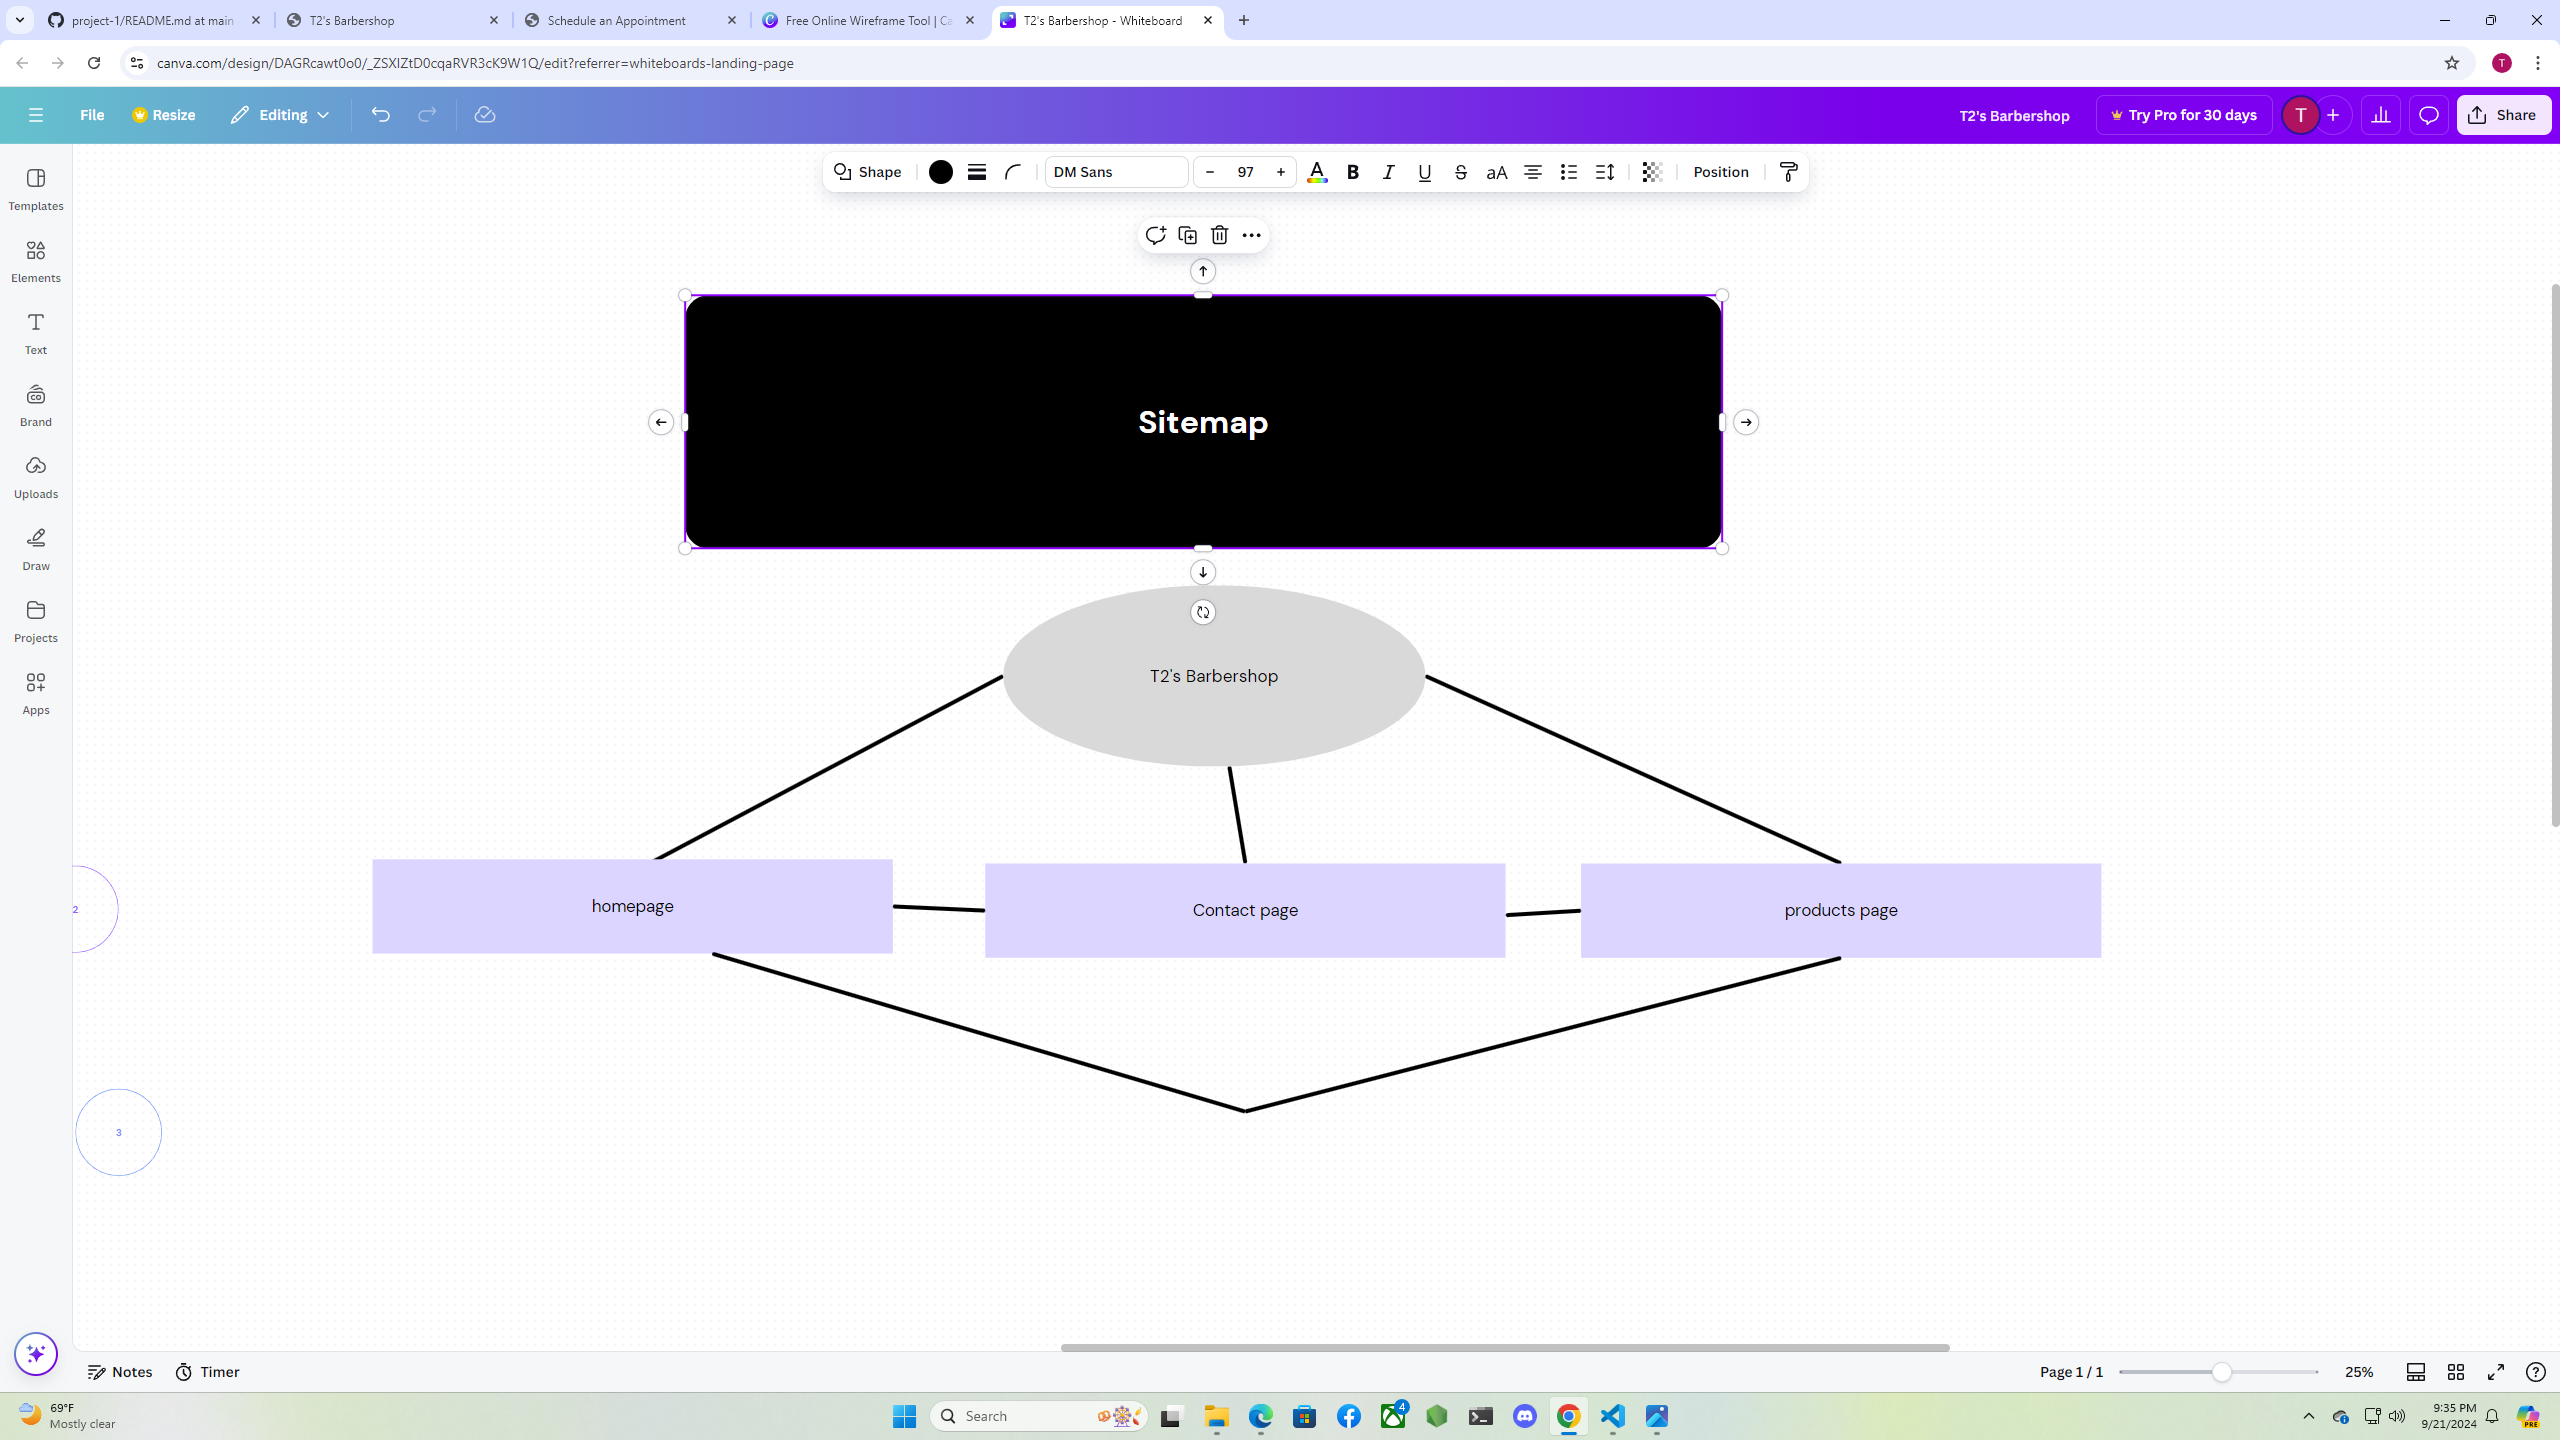 project-1/README.md at main
T2's Barbershop
Schedule an Appointment
Free Online Wireframe Tool | Ca
T2's Barbershop - Whiteboard
canva.com/design/DAGRcawt0o0/_ZSXIZtD0cqaRVR3cK9W1Q/edit?referrer=whiteboards-landing-page
T
File
Resize
Editing
T2's Barbershop
Try Pro for 30 days
T
Share
Shape
DM Sans
97
A
B
I
U
S
aA
Position
Templates
Elements
Text
Brand
Uploads
Draw
Projects
Apps
Sitemap
T2's Barbershop
homepage
Contact page
products page
2
3
Notes
Timer
Page 1 / 1
25%
69°F
Mostly clear
Search
4
9:35 PM
9/21/2024
PRE